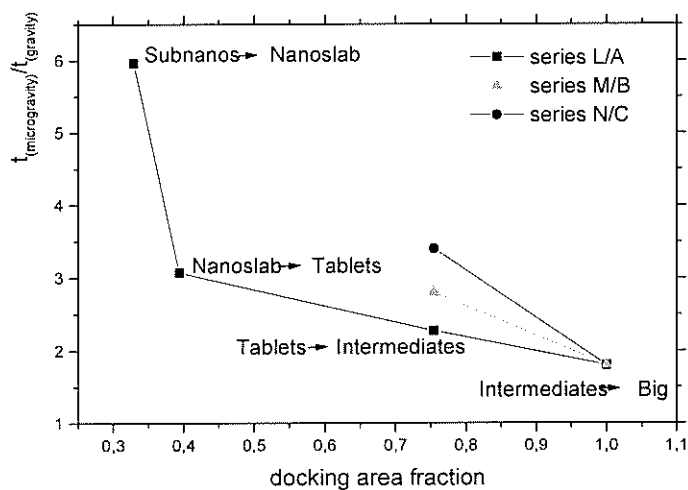 t(microgravity)/t(gravity)
6
5
4
3
2
1
Subnanos→ Nanoslab
series L/A
series M/B
series N/C
Nanoslab→ Tablets
Tablets→ Intermediates
Intermediates→ Big
0,3 0,4 0,5 0,6 0,7 0,8 0,9 1,0 1,1
docking area fraction